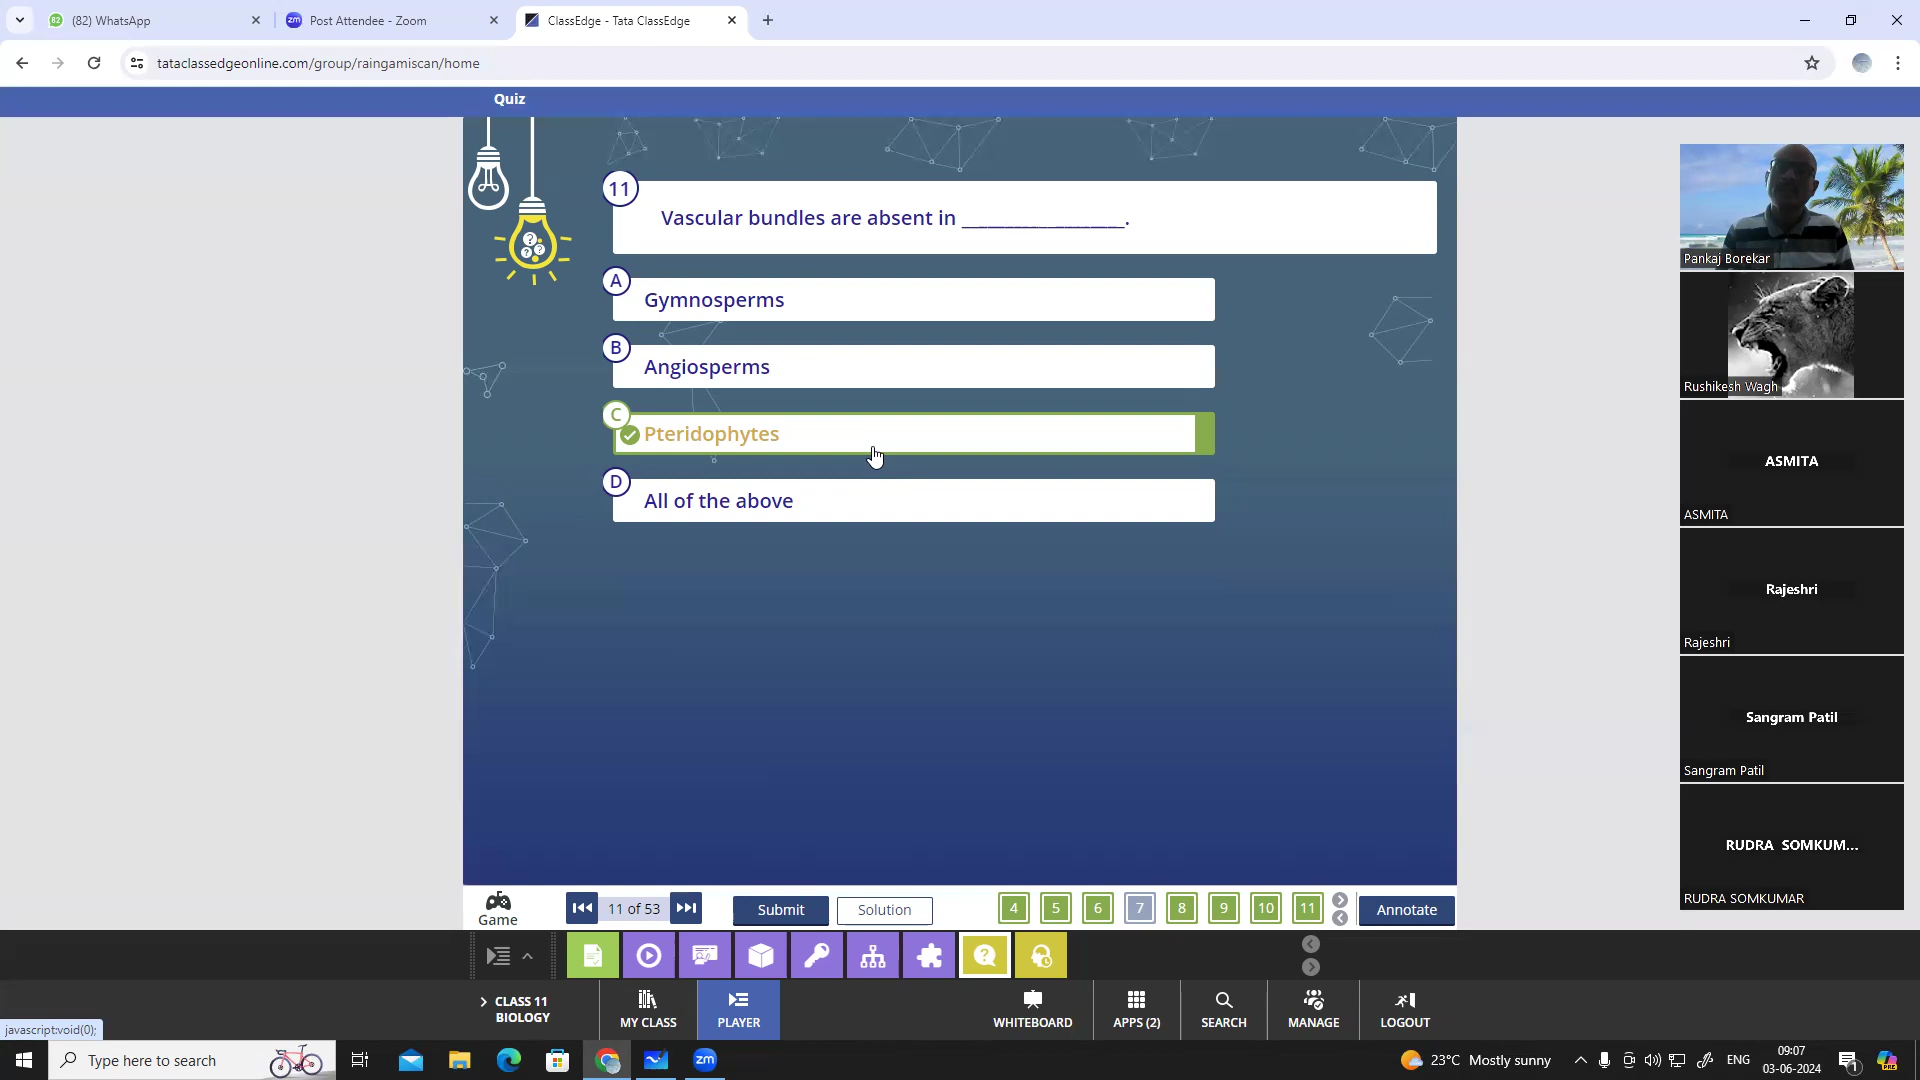 (82) WhatsApp
Post Attendee - Zoom
ClassEdge - Tata ClassEdge
tataclassedgeonline.com/group/raingamiscan/home
Quiz
11
Vascular bundles are absent in _________________.
A
Gymnosperms
B
Angiosperms
C
Pteridophytes
D
All of the above
Pankaj Borekar
Rushikesh Wagh
ASMITA
ASMITA
Rajeshri
Rajeshri
Sangram Patil
Sangram Patil
RUDRA SOMKUM...
RUDRA SOMKUMAR
Game
11 of 53
Submit
Solution
4 5 6 7 8 9 10 11
Annotate
CLASS 11
BIOLOGY
MY CLASS
PLAYER
WHITEBOARD
APPS (2)
SEARCH
MANAGE
LOGOUT
javascript:void(0);
Type here to search
zm
23°C Mostly sunny
ENG
09:07
03-06-2024